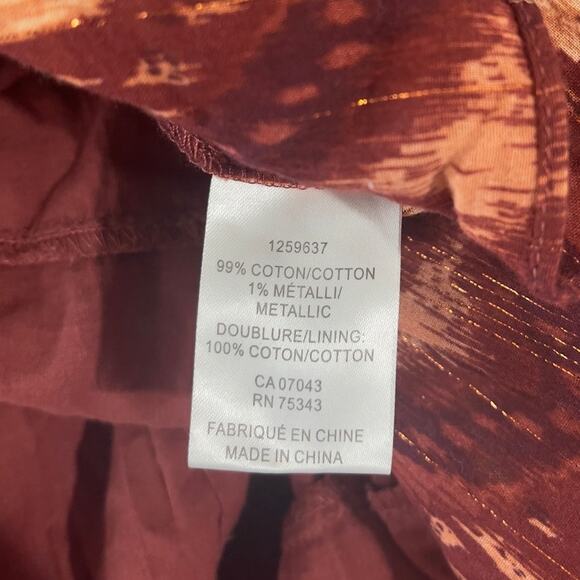 1259637
99% COTON/COTTON
1% MÉTALLI/
METALLIC
DOUBLURE/LINING:
100% COTON/COTTON
CA 07043
RN 75343
FABRIQUÉ EN CHINE
MADE IN CHINA